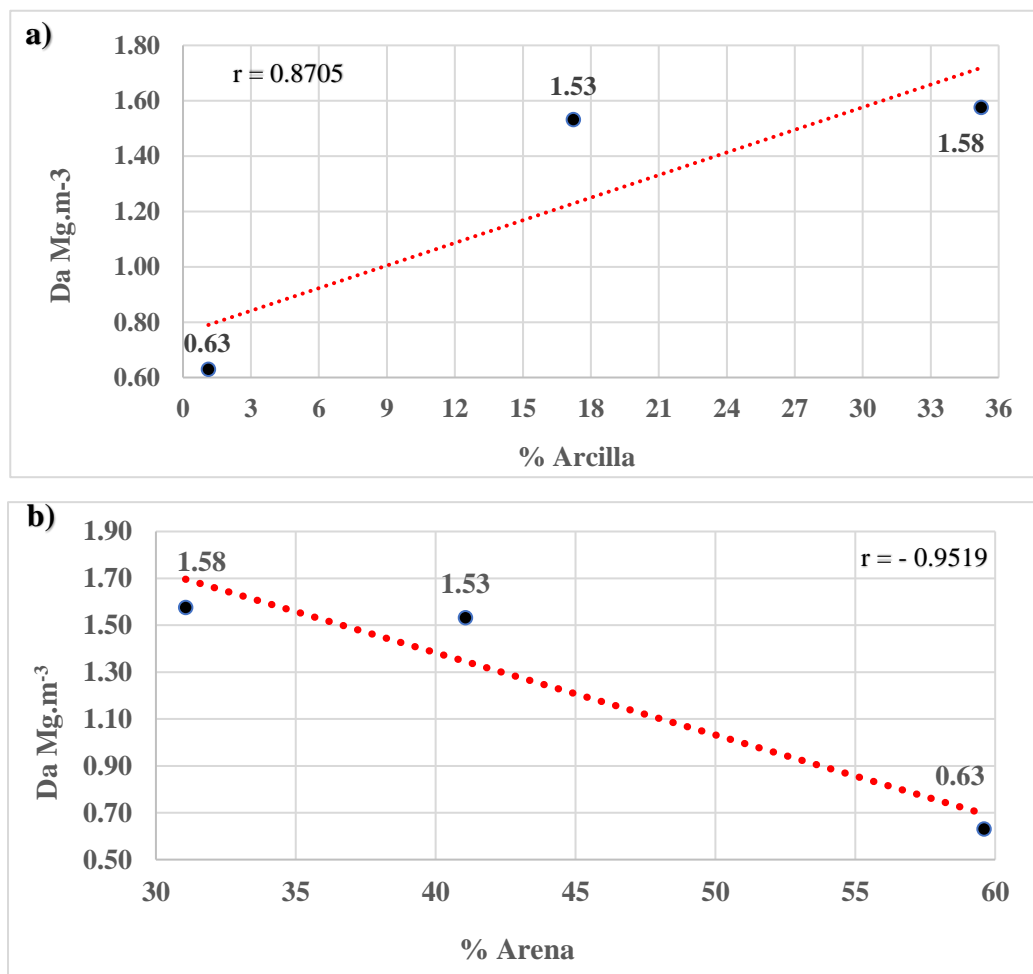 a)
r = 0.8705
1.80
1.60
1.40
1.20
1.00
0.80
0.60
Da Mg.m-3
0.63
1.53
1.58
0 3 6 9 12 15 18 21 24 27 30 33 36
% Arcilla
b)
r = - 0.9519
1.90
1.70
1.50
1.30
1.10
0.90
0.70
0.50
Da Mg.m⁻³
1.58
1.53
0.63
30 35 40 45 50 55 60
% Arena